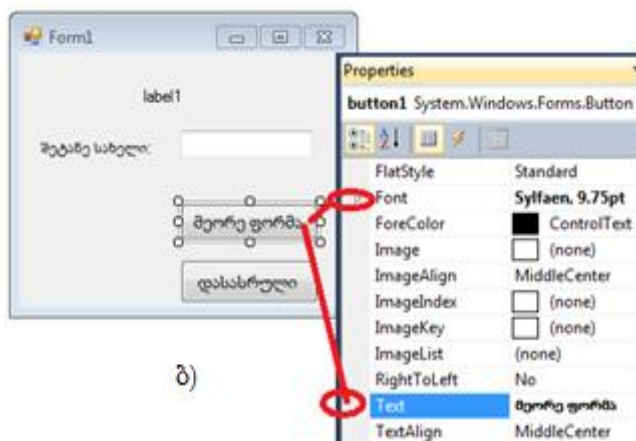 Form1
label1
შეტანე სახელი:
მეორე ფორმა
დასასრული
ბ)
Properties
button1 System.Windows.Forms.Button
FlatStyle Standard
Font Sylfaen, 9.75pt
ForeColor ControlText
Image (none)
ImageAlign MiddleCenter
ImageIndex (none)
ImageKey (none)
ImageList (none)
RightToLeft No
Text მეორე ფორმა
TextAlign MiddleCenter